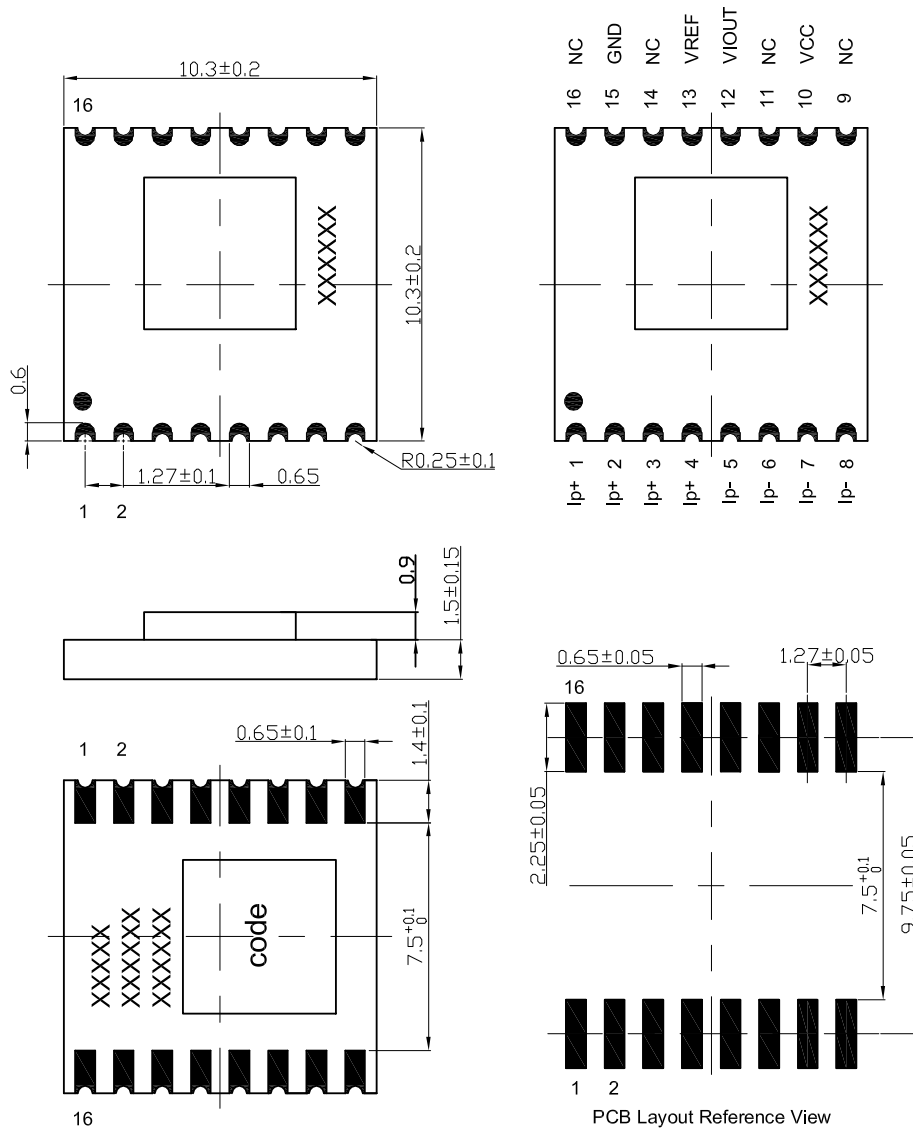 10.3±0.2
16
10.3±0.2
XXXXXX
0.6
1.27±0.1
0.65
R0.25±0.1
1
2
16 NC
15 GND
14 NC
13 VREF
12 VIOUT
11 NC
10 VCC
9 NC
XXXXXX
Ip+ 1
Ip+ 2
Ip+ 3
Ip+ 4
Ip- 5
Ip- 6
Ip- 7
Ip- 8
0.9
1.5±0.15
1
2
0.65±0.1
1.4±0.1
7.5+0.1 0
XXXXX
XXXXXX
XXXXXX
code
16
0.65±0.05
1.27±0.05
16
2.25±0.05
7.5+0.1 0
9.75±0.05
1
2
PCB Layout Reference View